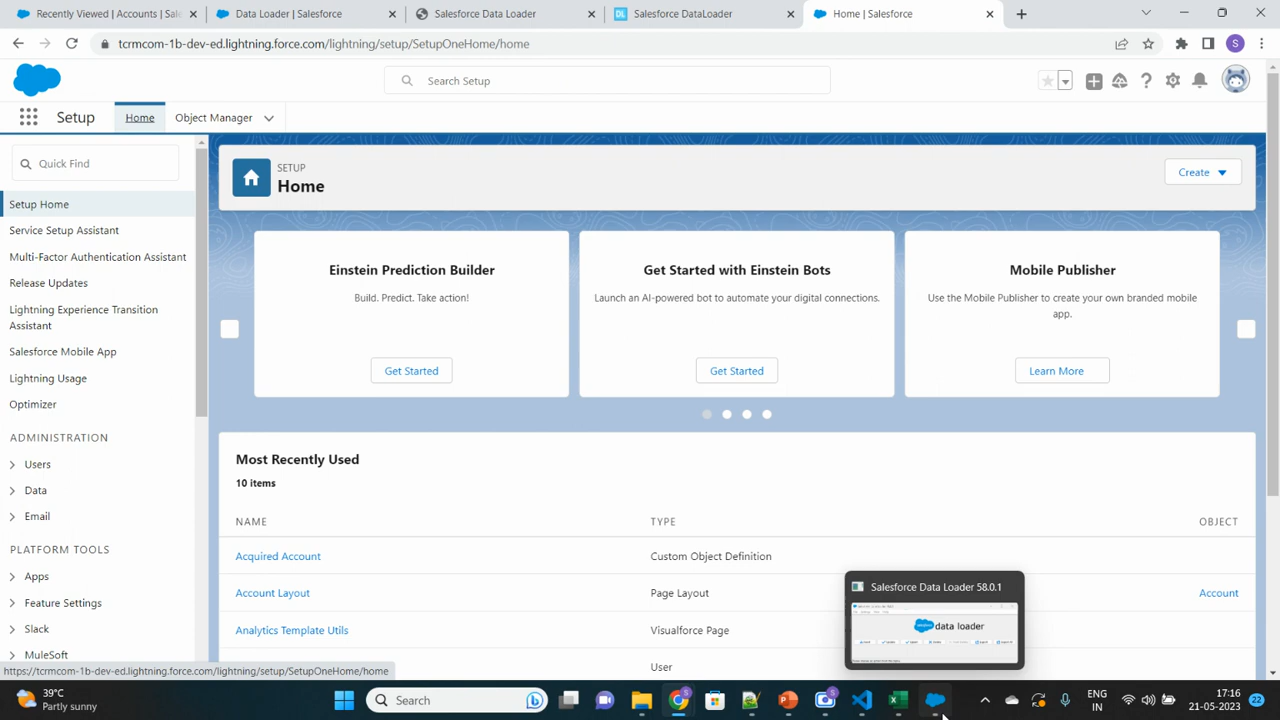 Recently Viewed | Accounts | Sal
Data Loader | Salesforce
Salesforce Data Loader
DL
Salesforce DataLoader
Home | Salesforce
tcrmcom-1b-dev-ed.lightning.force.com/lightning/setup/SetupOneHome/home
S
Search Setup
Setup
Home
Object Manager
Quick Find
Setup Home
Service Setup Assistant
Multi-Factor Authentication Assistant
Release Updates
Lightning Experience Transition
Assistant
Salesforce Mobile App
Lightning Usage
Optimizer
ADMINISTRATION
Users
Data
Email
PLATFORM TOOLS
Apps
Feature Settings
Slack
MuleSoft
SETUP
Home
Create
Einstein Prediction Builder
Build. Predict. Take action!
Get Started
Get Started with Einstein Bots
Launch an AI-powered bot to automate your digital connections.
Get Started
Mobile Publisher
Use the Mobile Publisher to create your own branded mobile
app.
Learn More
Most Recently Used
10 items
NAME TYPE OBJECT
Acquired Account Custom Object Definition
Account Layout Page Layout Account
Analytics Template Utils Visualforce Page
User
Salesforce Data Loader 58.0.1
data loader
https://tcrmcom-1b-dev-ed.lightning.force.com/lightning/setup/SetupOneHome/home
39°C
Partly sunny
Search
ENG
IN
17:16
21-05-2023
22